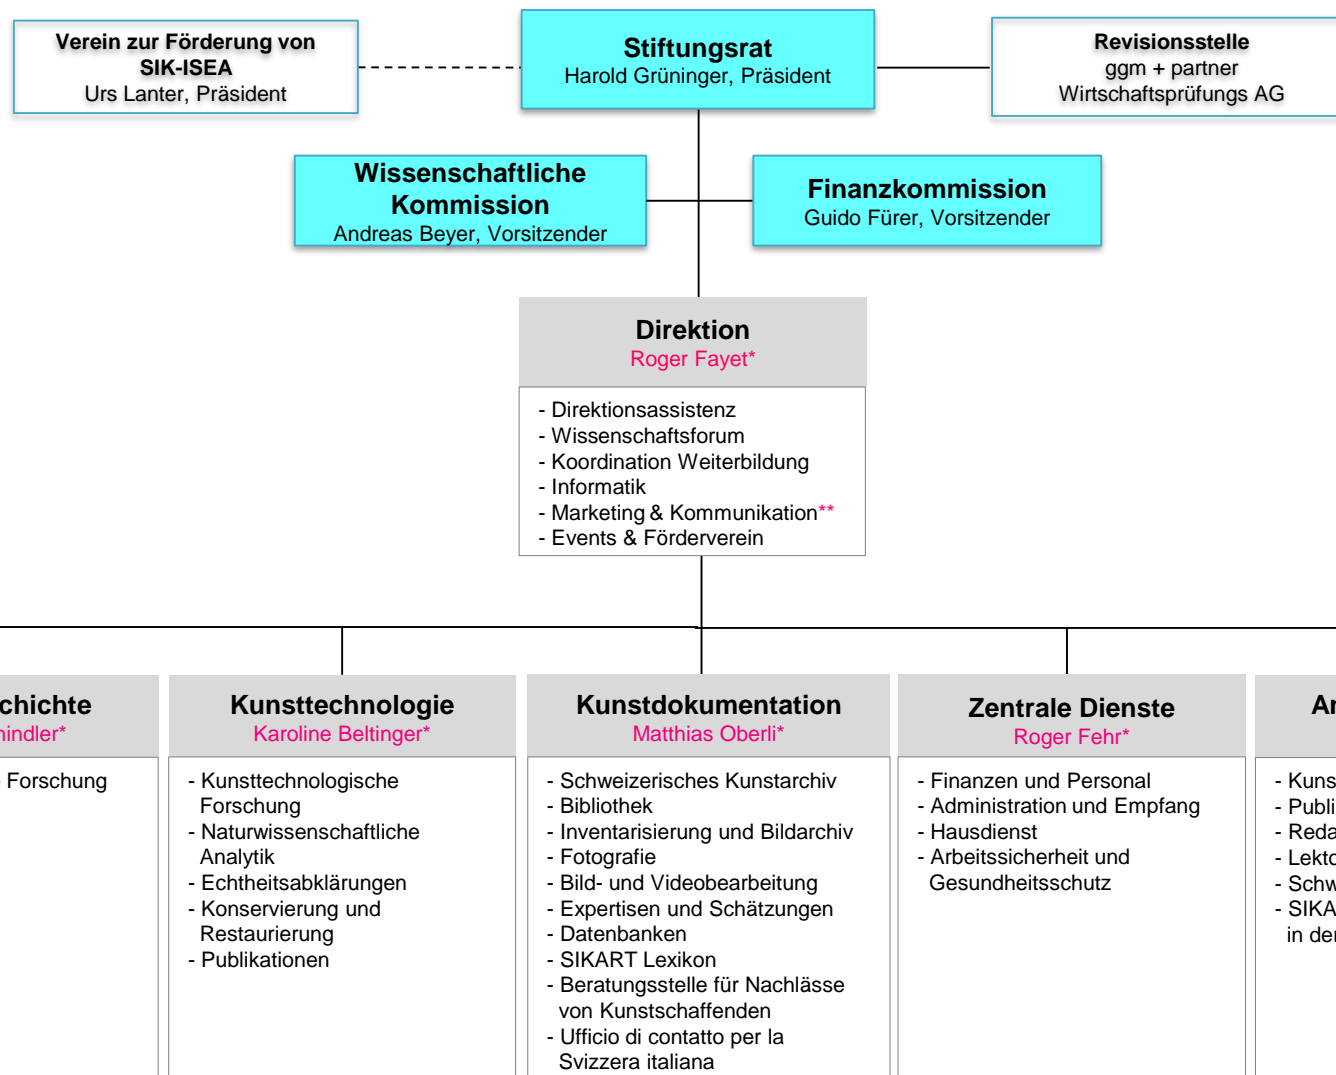 Verein zur Förderung von
SIK-ISEA
Urs Lanter, Präsident
Stiftungsrat
Harold Grüninger, Präsident
Revisionsstelle
ggm + partner
Wirtschaftsprüfungs AG
Wissenschaftliche
Kommission
Andreas Beyer, Vorsitzender
Finanzkommission
Guido Fürer, Vorsitzender
Direktion
Roger Fayet*
- Direktionsassistenz
- Wissenschaftsforum
- Koordination Weiterbildung
- Informatik
- Marketing & Kommunikation**
- Events & Förderverein
Forschung
Kunsttechnologie
Karoline Beltinger*
- Kunsttechnologische
Forschung
- Naturwissenschaftliche
Analytik
- Echtheitsabklärungen
- Konservierung und
Restaurierung
- Publikationen
Kunstdokumentation
Matthias Oberli*
- Schweizerisches Kunstarchiv
- Bibliothek
- Inventarisierung und Bildarchiv
- Fotografie
- Bild- und Videobearbeitung
- Expertisen und Schätzungen
- Datenbanken
- SIKART Lexikon
- Beratungsstelle für Nachlässe
von Kunstschaffenden
- Ufficio di contatto per la
Svizzera italiana
Zentrale Dienste
Roger Fehr*
- Finanzen und Personal
- Administration und Empfang
- Hausdienst
- Arbeitssicherheit und
Gesundheitsschutz
in